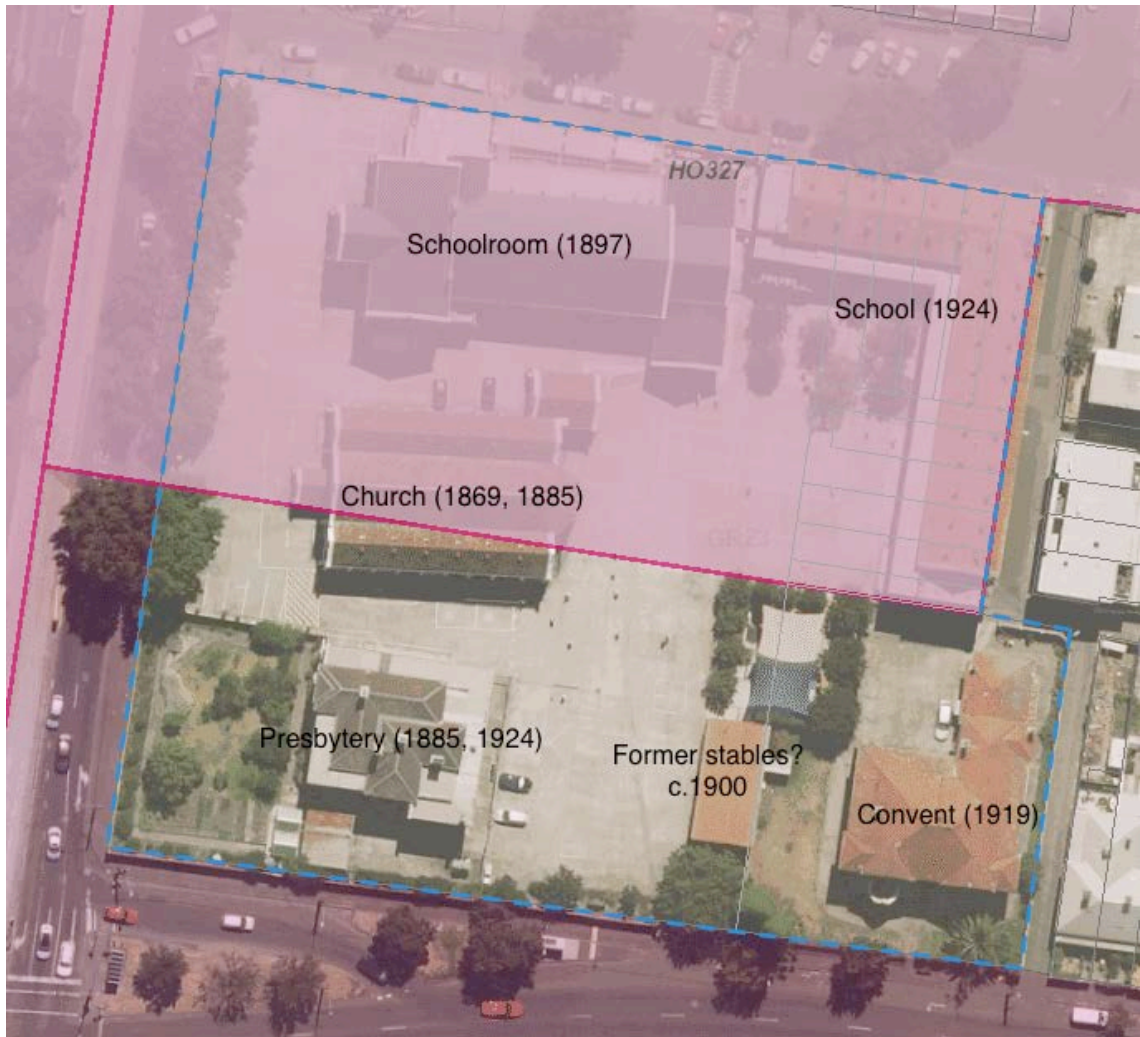 HO327
Schoolroom (1897)
School (1924)
Church (1869, 1885)
Presbytery (1885, 1924)
Former stables?
c.1900
Convent (1919)